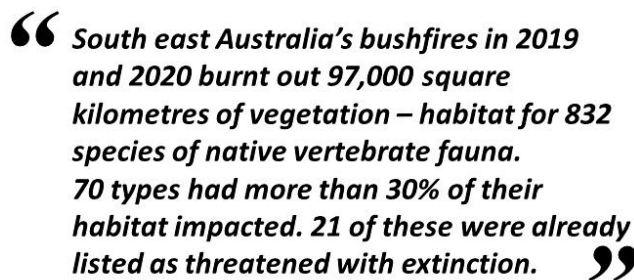 “ South east Australia’s bushfires in 2019
and 2020 burnt out 97,000 square
kilometres of vegetation – habitat for 832
species of native vertebrate fauna.
70 types had more than 30% of their
habitat impacted. 21 of these were already
listed as threatened with extinction. ”